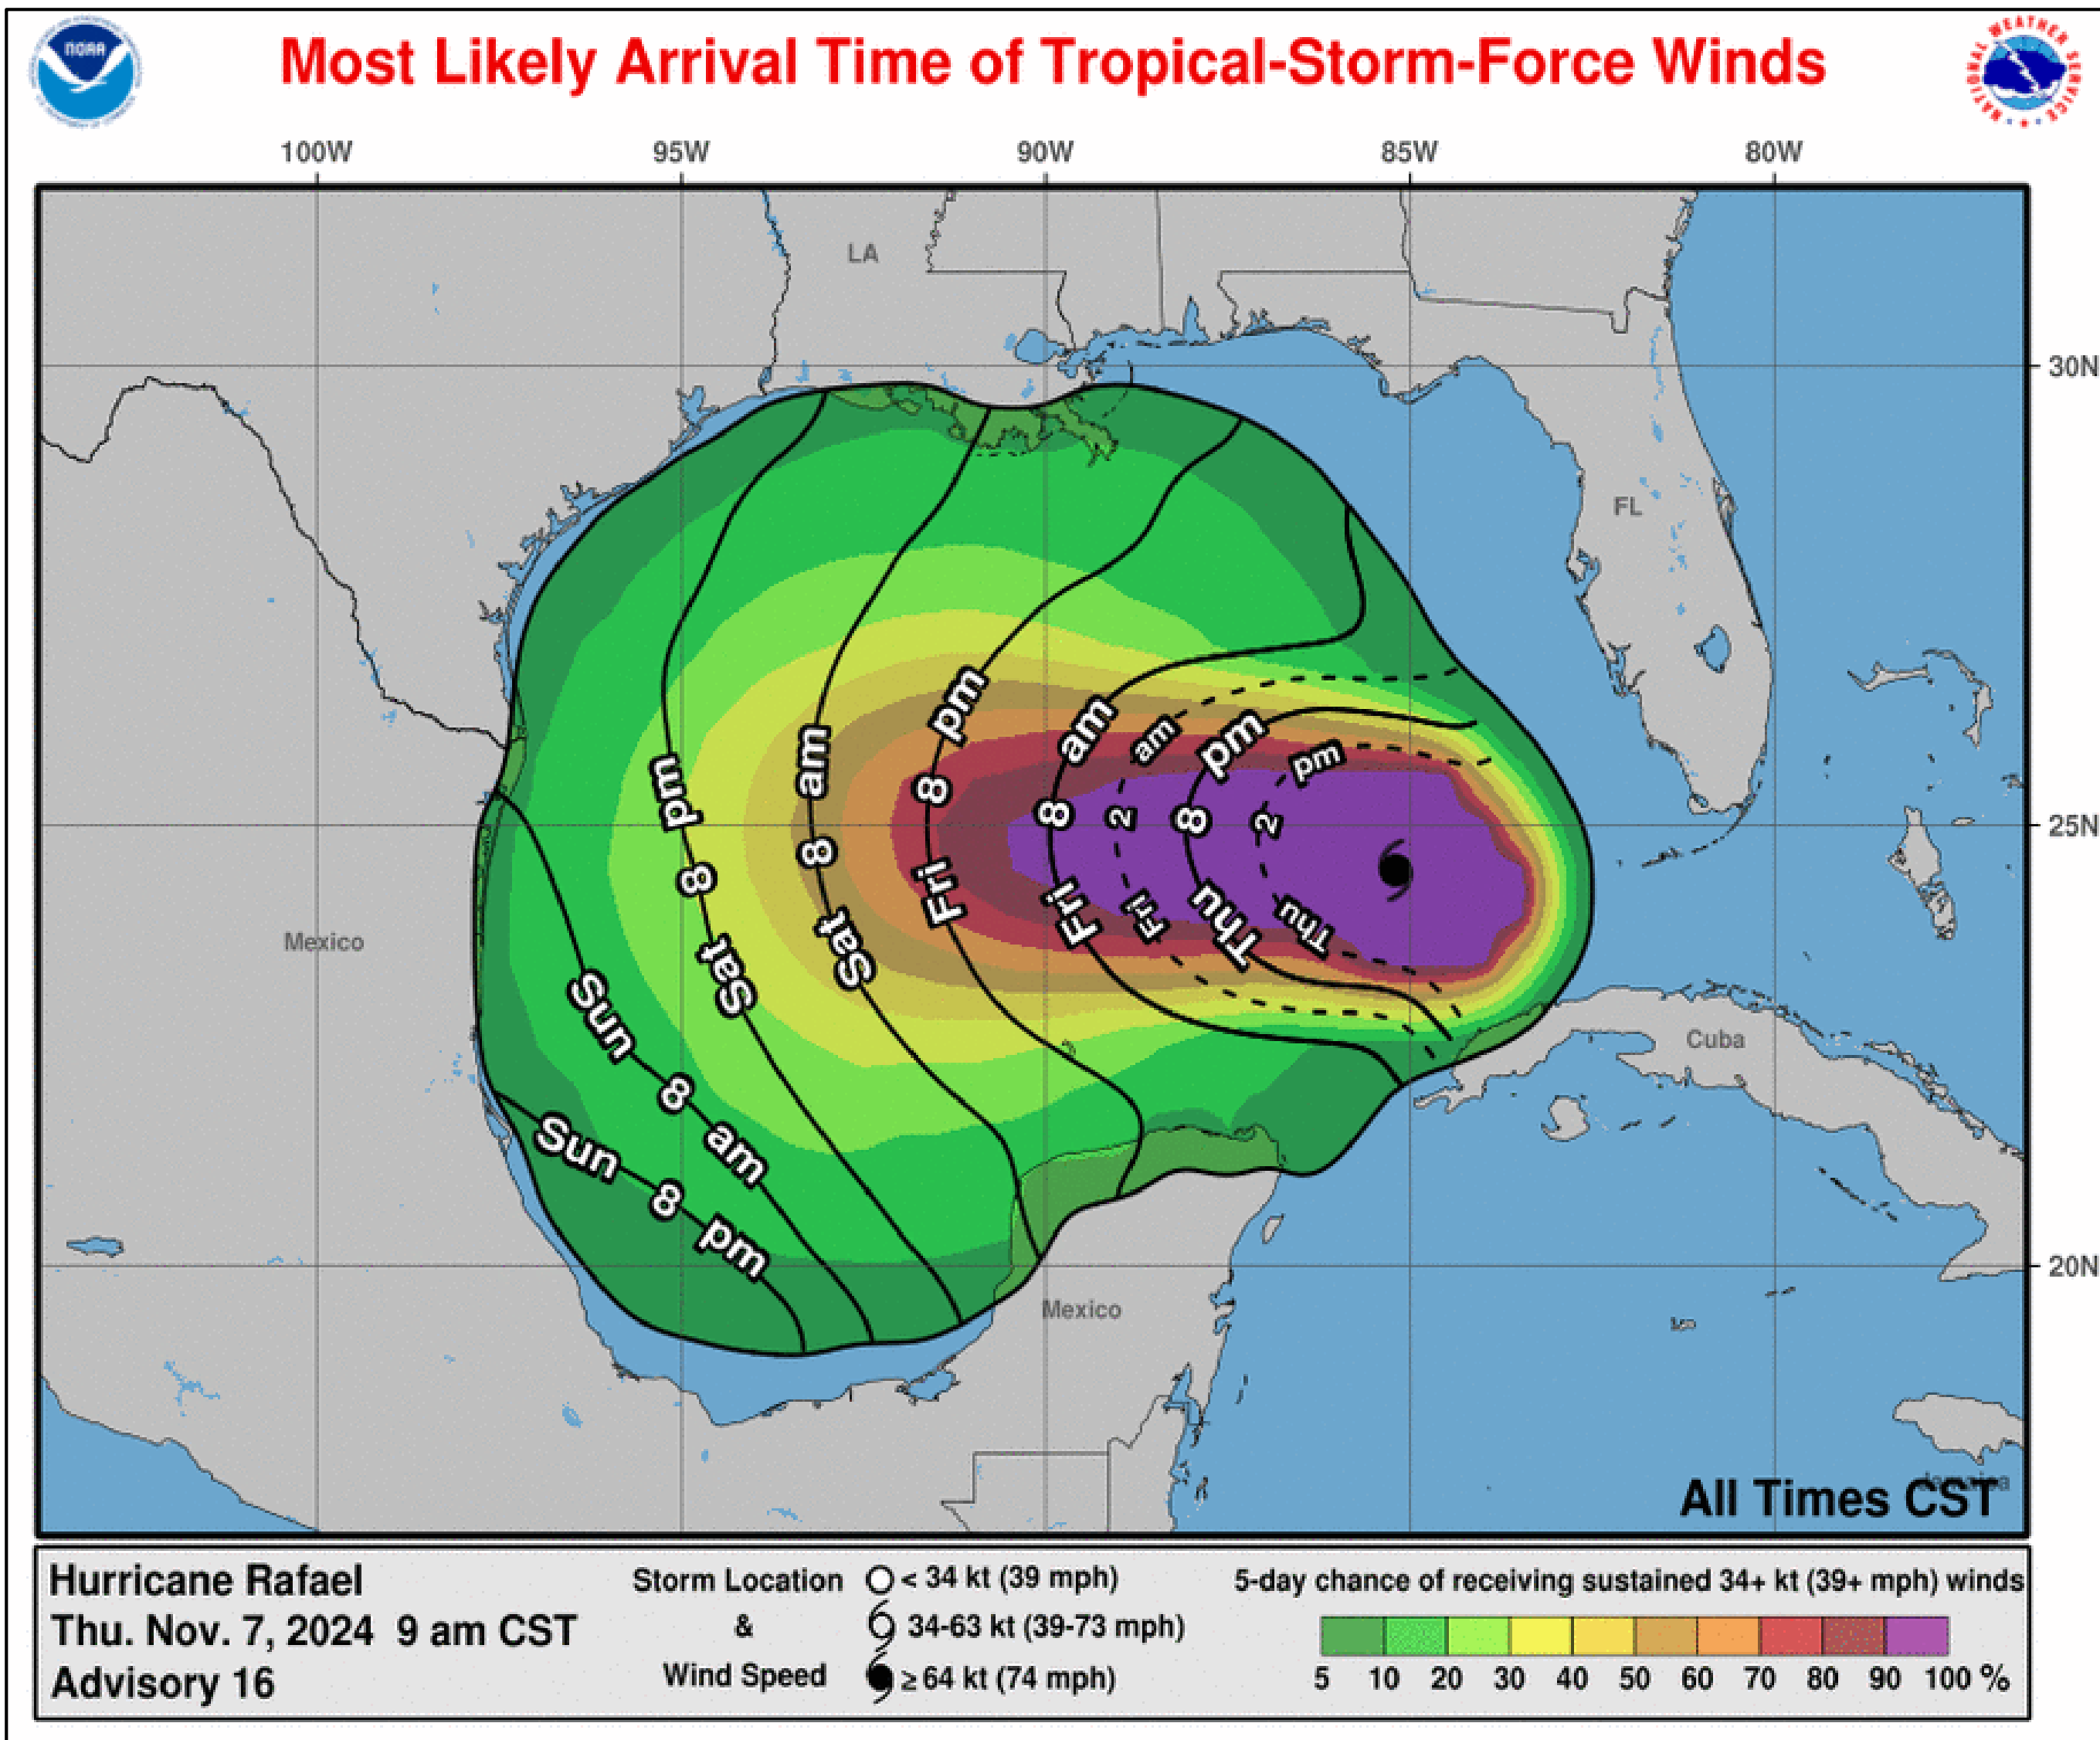 NOAA
Most Likely Arrival Time of Tropical-Storm-Force Winds
NATIONAL WEATHER SERVICE
100W 95W 90W 85W 80W
LA
30N
FL
am
pm
am
pm
am
pm
pm
8
8
2
8
2
25N
8
8
Fri
Fri
Fri
Thu
Thu
Mexico
Sat
Sat
Sun 8 am
Cuba
Sun 8 pm
20N
Mexico
Jamaica
All Times CST
Hurricane Rafael
Thu. Nov. 7, 2024 9 am CST
Advisory 16
Storm Location
&
Wind Speed
< 34 kt (39 mph)
34-63 kt (39-73 mph)
≥ 64 kt (74 mph)
5-day chance of receiving sustained 34+ kt (39+ mph) winds
5 10 20 30 40 50 60 70 80 90 100 %